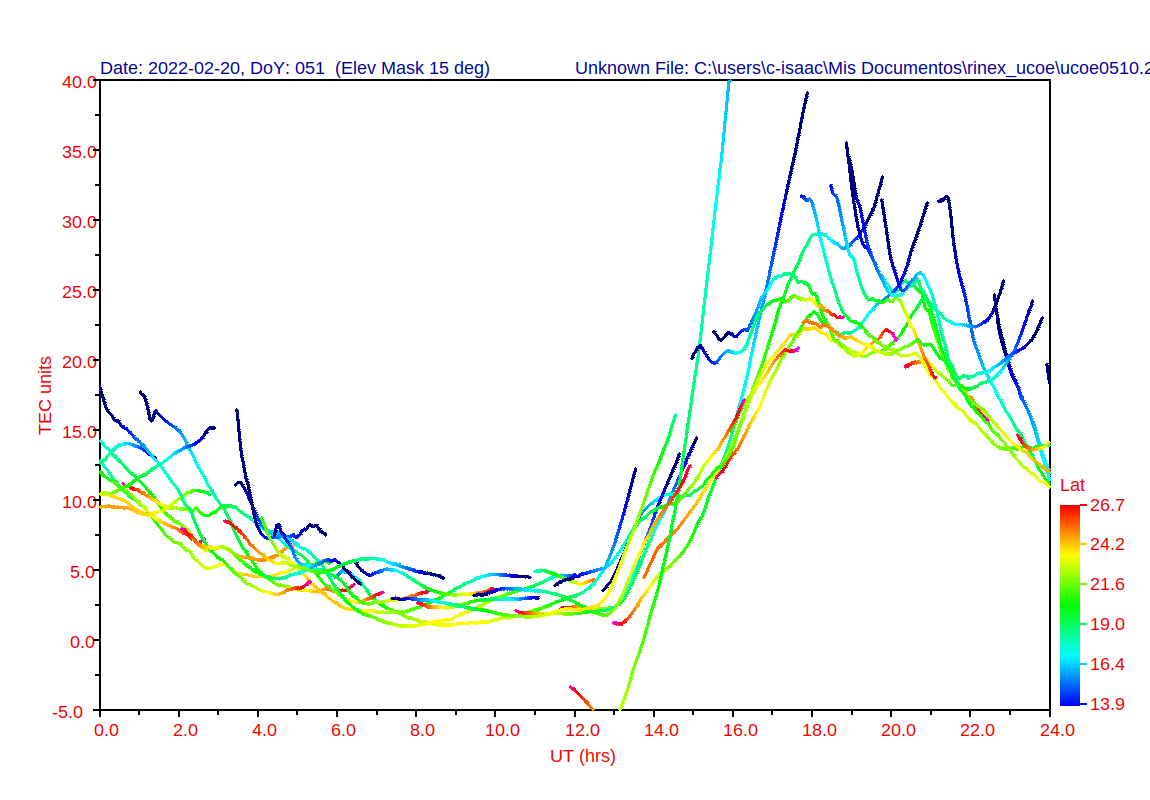 Date: 2022-02-20, DoY: 051  (Elev Mask 15 deg)
Unknown File: C:\users\c-isaac\Mis Documentos\rinex_ucoe\ucoe0510.2
40.0
35.0
30.0
25.0
20.0
15.0
10.0
5.0
0.0
-5.0
TEC units
0.0 2.0 4.0 6.0 8.0 10.0 12.0 14.0 16.0 18.0 20.0 22.0 24.0
UT (hrs)
Lat
26.7
24.2
21.6
19.0
16.4
13.9